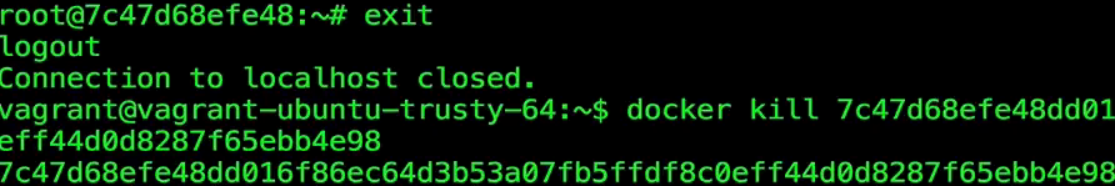 root@7c47d68efe48:~# exit
logout
Connection to localhost closed.
vagrant@vagrant-ubuntu-trusty-64:~$ docker kill 7c47d68efe48dd01
eff44d0d8287f65ebb4e98
7c47d68efe48dd016f86ec64d3b53a07fb5ffdf8c0eff44d0d8287f65ebb4e98